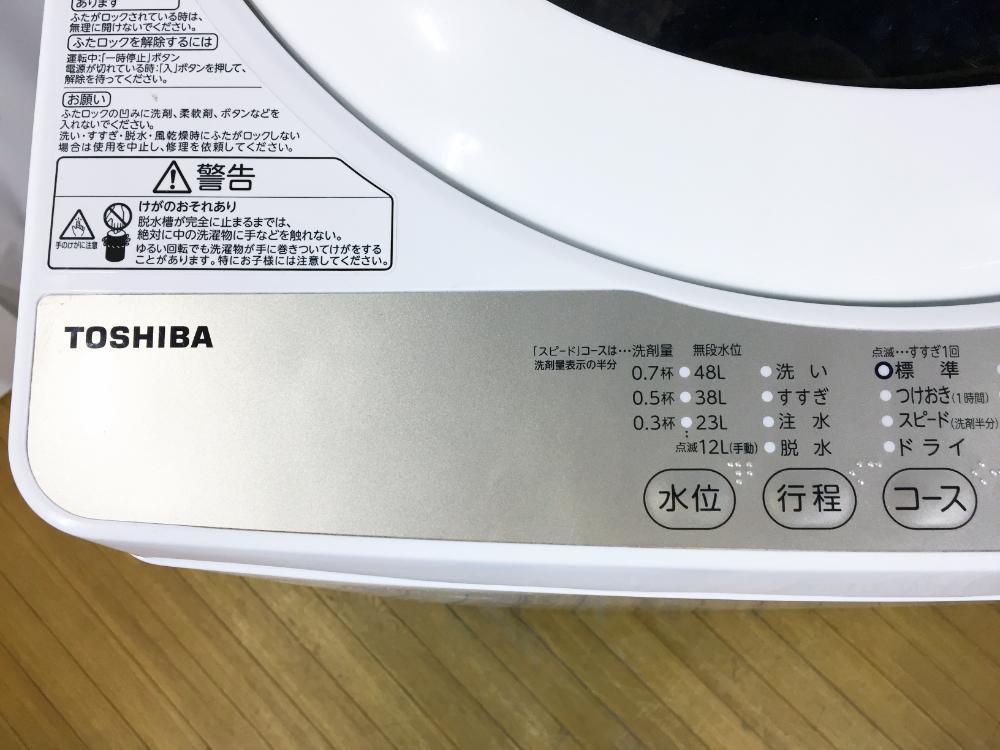 あります
ふたがロックされている時は、
無理に開けないでください。
ふたロックを解除するには
運転中:「一時停止」ボタン
電源が切れている時:「入」ボタンを押して、
解除を待ってください。
お願い
ふたロックの凹みに洗剤、柔軟剤、ボタンなどを
入れないでください。
洗い・すすぎ・脱水・風乾燥時にふたがロックしない
場合は使用を中止し、修理を依頼してください。
警告
けがのおそれあり
脱水槽が完全に止まるまでは、
絶対に中の洗濯物に手などを触れない。
ゆるい回転でも洗濯物が手に巻きついてけがをする
ことがあります。特にお子様には注意してください。
手のけがに注意
TOSHIBA
「スピード」コースは…洗剤量 無段水位
洗剤量表示の半分
0.7杯 48L
0.5杯 38L
0.3杯 23L
点滅12L(手動)
水位
洗い
すすぎ
注水
脱水
行程
点滅…すすぎ1回
標準
つけおき(1時間)
スピード(洗剤半分)
ドライ
コース